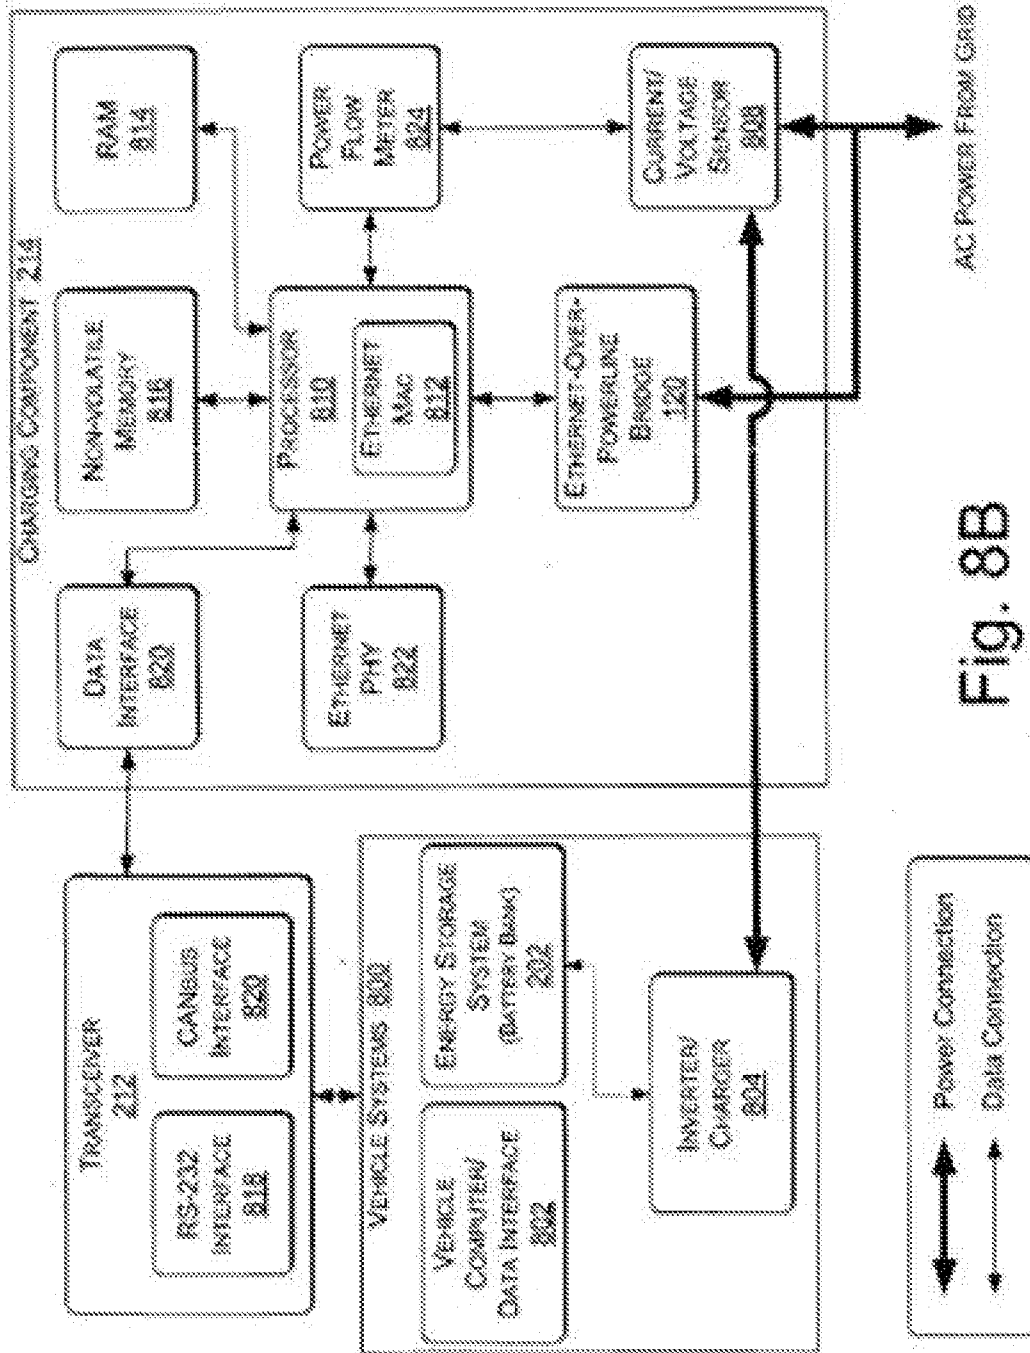 TRANSCEIVER
212
RS-232
INTERFACE
818
CANBUS
INTERFACE
820
VEHICLE SYSTEMS 830
VEHICLE
COMPUTER/
DATA INTERFACE
802
ENERGY STORAGE
SYSTEM
(BATTERY BANK)
202
INVERTER/
CHARGER
804
CHARGING COMPONENT 214
DATA
INTERFACE
820
NON-VOLATILE
MEMORY
816
RAM
814
ETHERNET
PHY
822
PROCESSOR
810
ETHERNET
MAC
812
POWER
FLOW
METER
824
ETHERNET-OVER-
POWERLINE
BRIDGE
120
CURRENT/
VOLTAGE
SENSOR
808
AC POWER FROM GRID
Power Connection
Data Connection
Fig. 8B